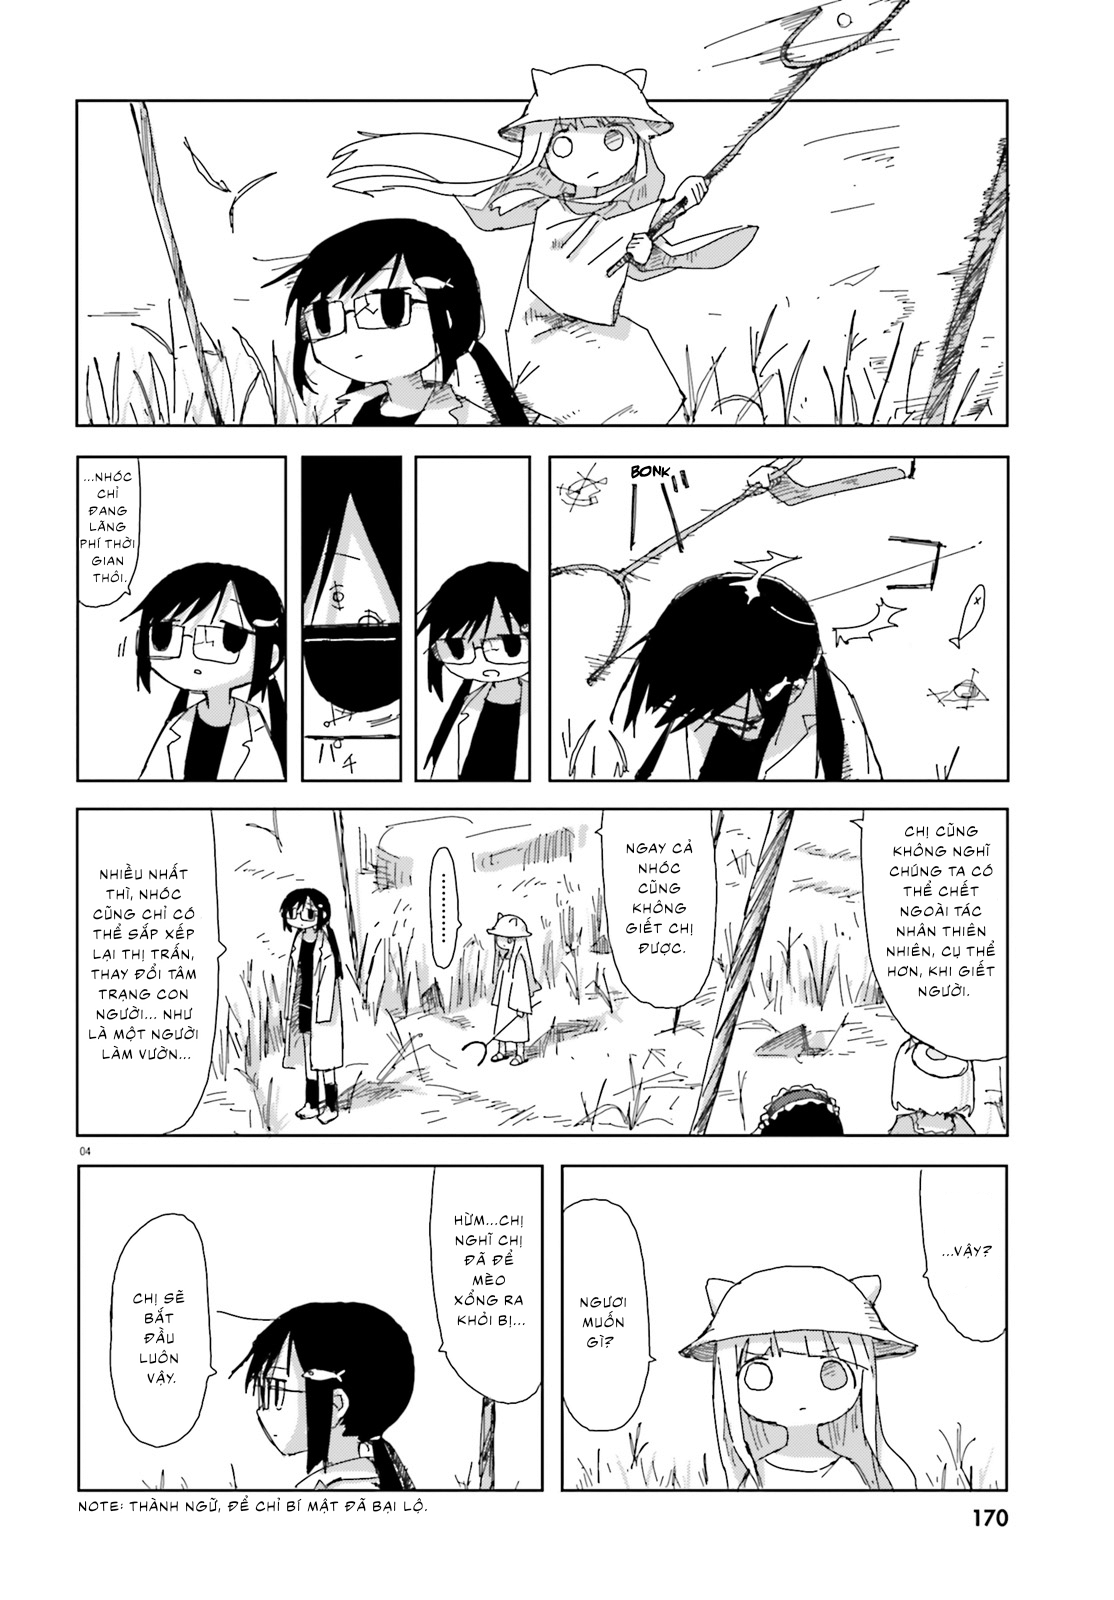 BONK
...NHÓC
CHỈ
ĐANG
LÃNG
PHÍ THỜI
GIAN
THÔI.
パチ
CHỊ CŨNG
KHÔNG NGHĨ
CHÚNG TA CÓ
THỂ CHẾT
NGOÀI TÁC
NHÂN THIÊN
NHIÊN, CỤ THỂ
HƠN, KHI GIẾT
NGƯỜI.
NGAY CẢ
NHÓC
CŨNG
KHÔNG
GIẾT CHỊ
ĐƯỢC.
..........
NHIỀU NHẤT
THÌ, NHÓC
CŨNG CHỈ CÓ
THỂ SẮP XẾP
LẠI THỊ TRẤN,
THAY ĐỔI TÂM
TRẠNG CON
NGƯỜI... NHƯ
LÀ MỘT NGƯỜI
LÀM VƯỜN...
04
...VẬY?
NGƯƠI
MUỐN
GÌ?
HỪM...CHỊ
NGHĨ CHỊ
ĐÃ ĐỂ
MÈO
XỔNG RA
KHỎI BỊ...
CHỊ SẼ
BẮT
ĐẦU
LUÔN
VẬY.
NOTE: THÀNH NGỮ, ĐỂ CHỈ BÍ MẬT ĐÃ BẠI LỘ.
170